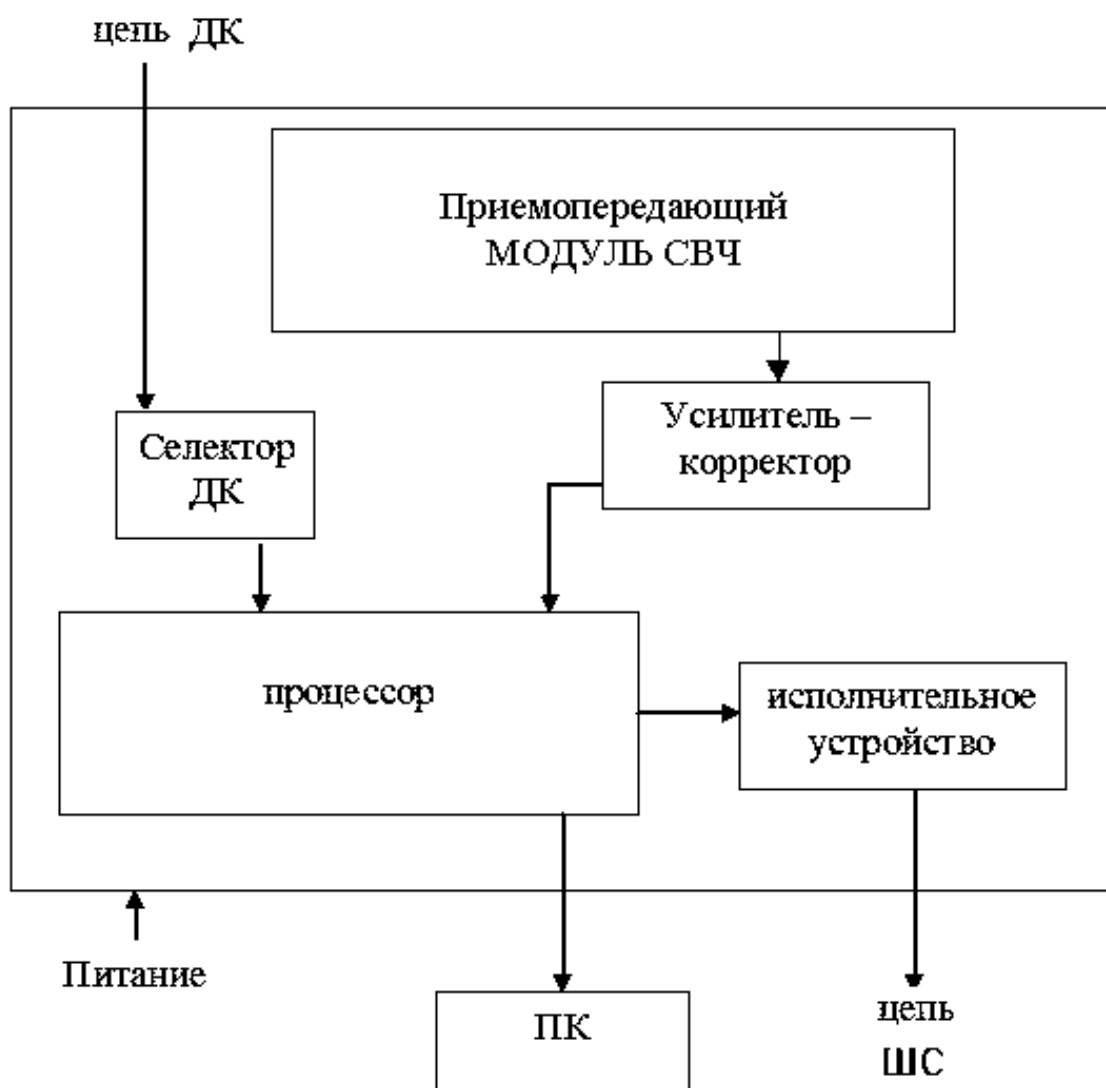 цепь ДК
Приемопередающий
МОДУЛЬ СВЧ
Усилитель –
корректор
Селектор
ДК
процессор
исполнительное
устройство
Питание
ПК
цепь
ШС